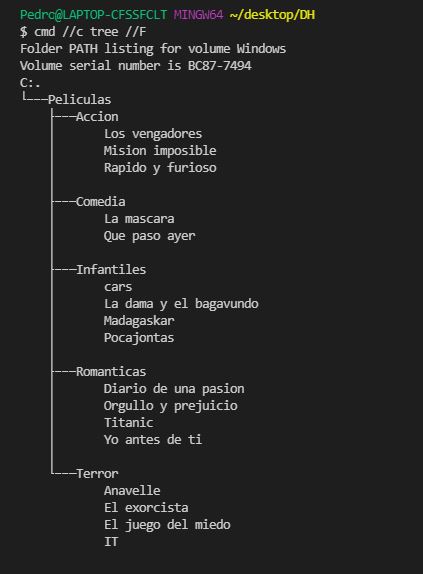 Pedro@LAPTOP-CFSSFCLT MINGW64 ~/desktop/DH
$ cmd //c tree //F
Folder PATH listing for volume Windows
Volume serial number is BC87-7494
C:.
└───Peliculas
    ├───Accion
    │       Los vengadores
    │       Mision imposible
    │       Rapido y furioso
    │
    ├───Comedia
    │       La mascara
    │       Que paso ayer
    │
    ├───Infantiles
    │       cars
    │       La dama y el bagavundo
    │       Madagaskar
    │       Pocajontas
    │
    ├───Romanticas
    │       Diario de una pasion
    │       Orgullo y prejuicio
    │       Titanic
    │       Yo antes de ti
    │
    └───Terror
            Anavelle
            El exorcista
            El juego del miedo
            IT